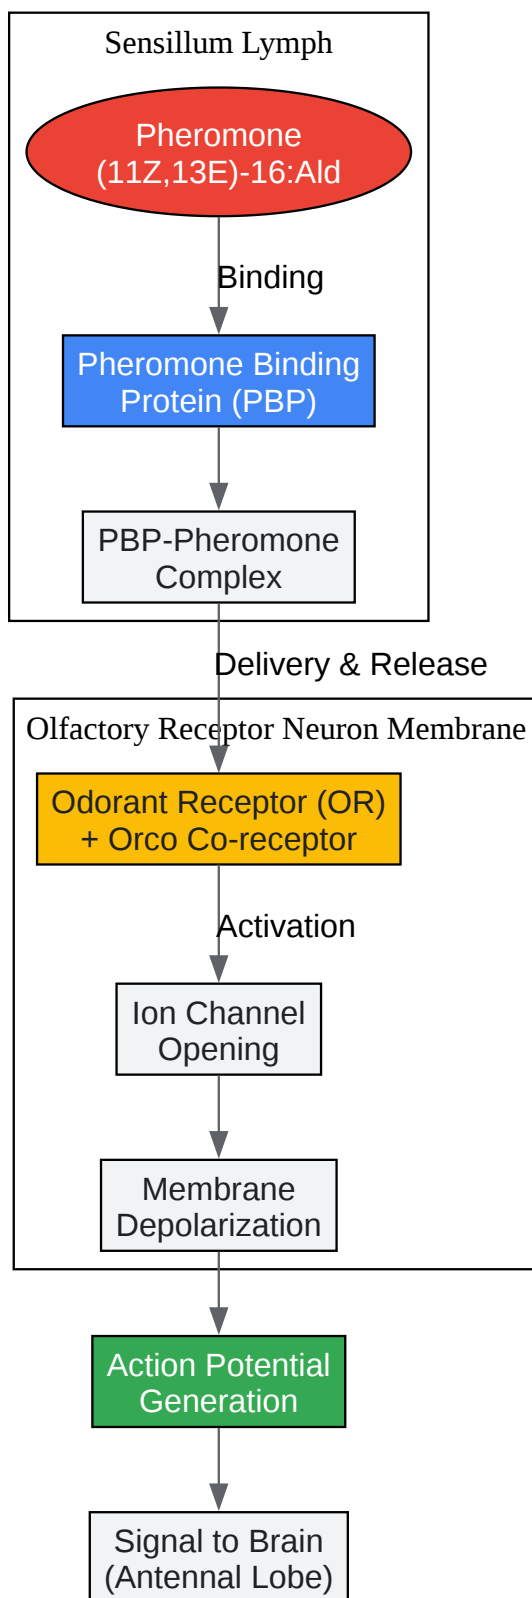 Sensillum Lymph
Pheromone
(11Z,13E)-16:Ald
Binding
Pheromone Binding
Protein (PBP)
PBP-Pheromone
Complex
Delivery & Release
Olfactory Receptor Neuron Membrane
Odorant Receptor (OR)
+ Orco Co-receptor
Activation
Ion Channel
Opening
Membrane
Depolarization
Action Potential
Generation
Signal to Brain
(Antennal Lobe)